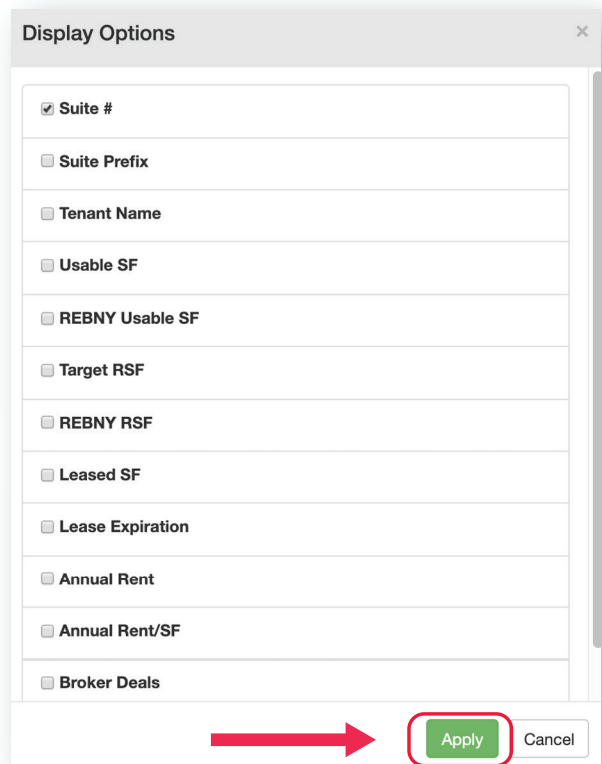 Display Options
×
Suite #
Suite Prefix
Tenant Name
Usable SF
REBNY Usable SF
Target RSF
REBNY RSF
Leased SF
Lease Expiration
Annual Rent
Annual Rent/SF
Broker Deals
Apply Cancel